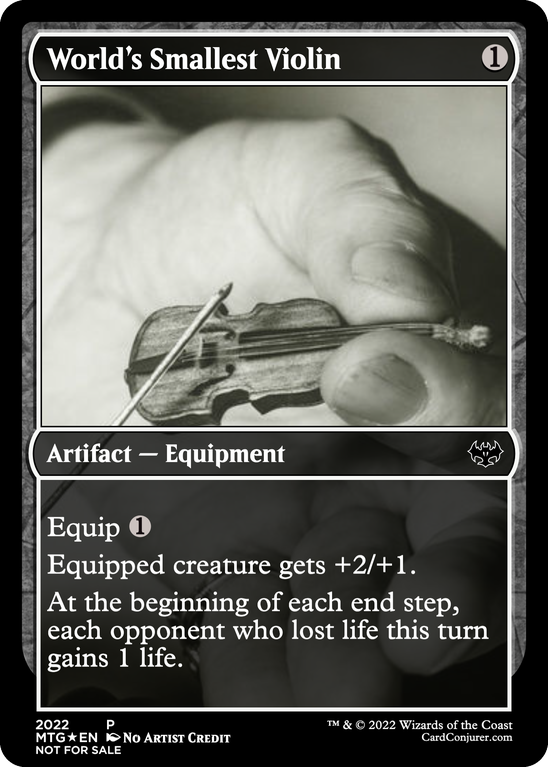 World's Smallest Violin 1
Artifact — Equipment
Equip 1
Equipped creature gets +2/+1.
At the beginning of each end step,
each opponent who lost life this turn
gains 1 life.
2022 P
MTG★EN No Artist Credit
NOT FOR SALE
™ & © 2022 Wizards of the Coast
CardConjurer.com